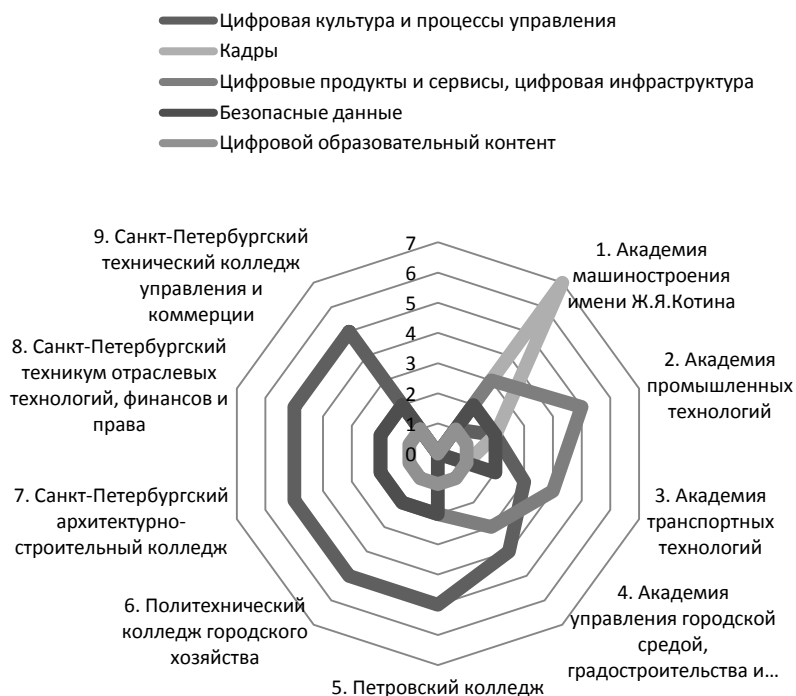 Цифровая культура и процессы управления
Кадры
Цифровые продукты и сервисы, цифровая инфраструктура
Безопасные данные
Цифровой образовательный контент
9. Санкт-Петербургский
технический колледж
управления и
коммерции
7
6
5
4
3
2
1
0
1. Академия
машиностроения
имени Ж.Я.Котина
8. Санкт-Петербургский
техникум отраслевых
технологий, финансов и
права
2. Академия
промышленных
технологий
7. Санкт-Петербургский
архитектурно-
строительный колледж
3. Академия
транспортных
технологий
6. Политехнический
колледж городского
хозяйства
4. Академия
управления городской
средой,
градостроительства и...
5. Петровский колледж